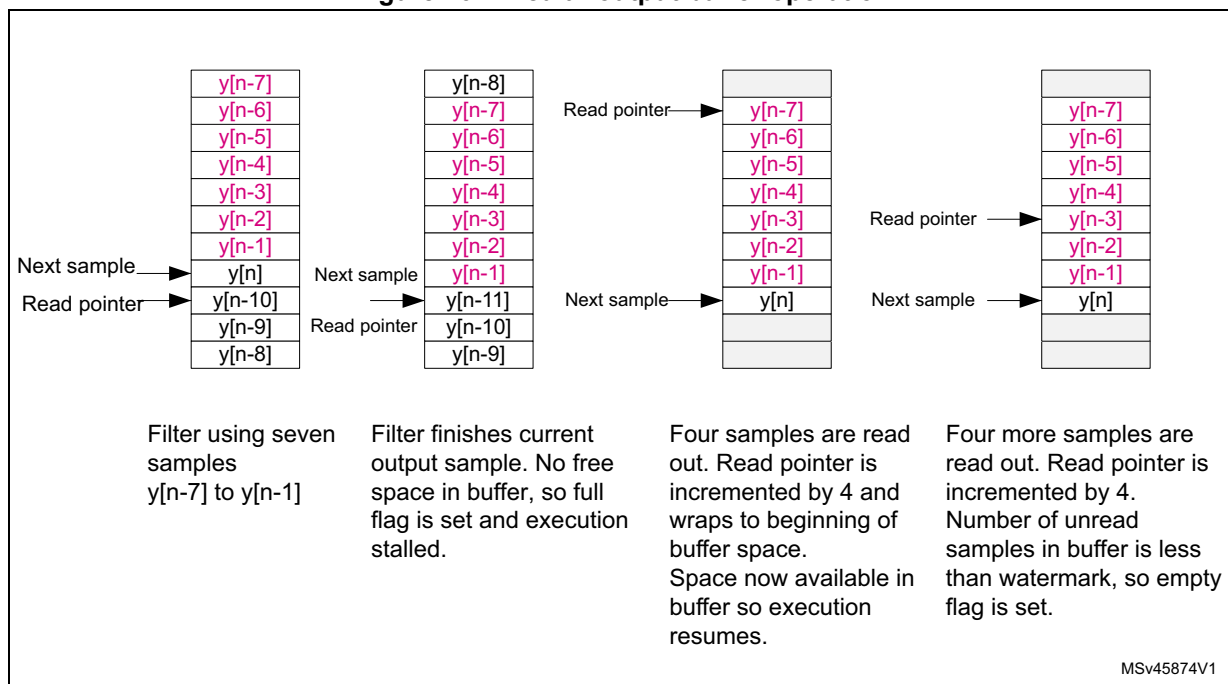 y[n-7]
y[n-6]
y[n-5]
y[n-4]
y[n-3]
y[n-2]
y[n-1]
Next sample
y[n]
Read pointer
y[n-10]
y[n-9]
y[n-8]
Filter using seven
samples
y[n-7] to y[n-1]
y[n-8]
y[n-7]
y[n-6]
y[n-5]
y[n-4]
y[n-3]
y[n-2]
Next sample
y[n-1]
y[n-11]
Read pointer
y[n-10]
y[n-9]
Filter finishes current
output sample. No free
space in buffer, so full
flag is set and execution
stalled.
Read pointer
y[n-7]
y[n-6]
y[n-5]
y[n-4]
y[n-3]
y[n-2]
y[n-1]
Next sample
y[n]
Four samples are read
out. Read pointer is
incremented by 4 and
wraps to beginning of
buffer space.
Space now available in
buffer so execution
resumes.
y[n-7]
y[n-6]
y[n-5]
y[n-4]
Read pointer
y[n-3]
y[n-2]
y[n-1]
Next sample
y[n]
Four more samples are
read out. Read pointer is
incremented by 4.
Number of unread
samples in buffer is less
than watermark, so empty
flag is set.
MSv45874V1